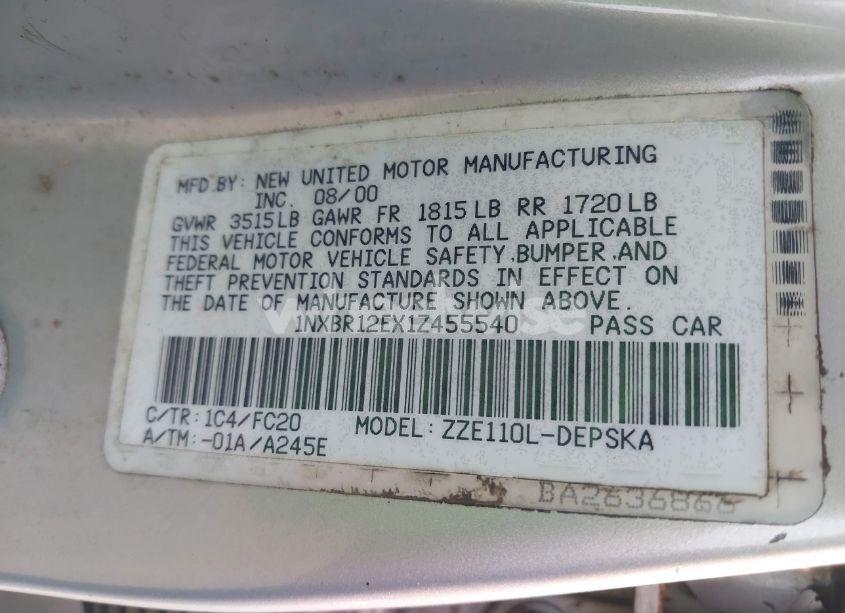 MFD.BY: NEW UNITED MOTOR MANUFACTURING
INC. 08/00
GVWR 3515LB GAWR FR 1815LB RR 1720LB
THIS VEHICLE CONFORMS TO ALL APPLICABLE
FEDERAL MOTOR VEHICLE SAFETY,BUMPER,AND
THEFT PREVENTION STANDARDS IN EFFECT ON
THE DATE OF MANUFACTURE SHOWN ABOVE.
1NXBR12EX1Z455540 PASS CAR
C/TR:1C4/FC20 MODEL:ZZE110L-DEPSKA
A/TM:-01A/A245E
BA2636866